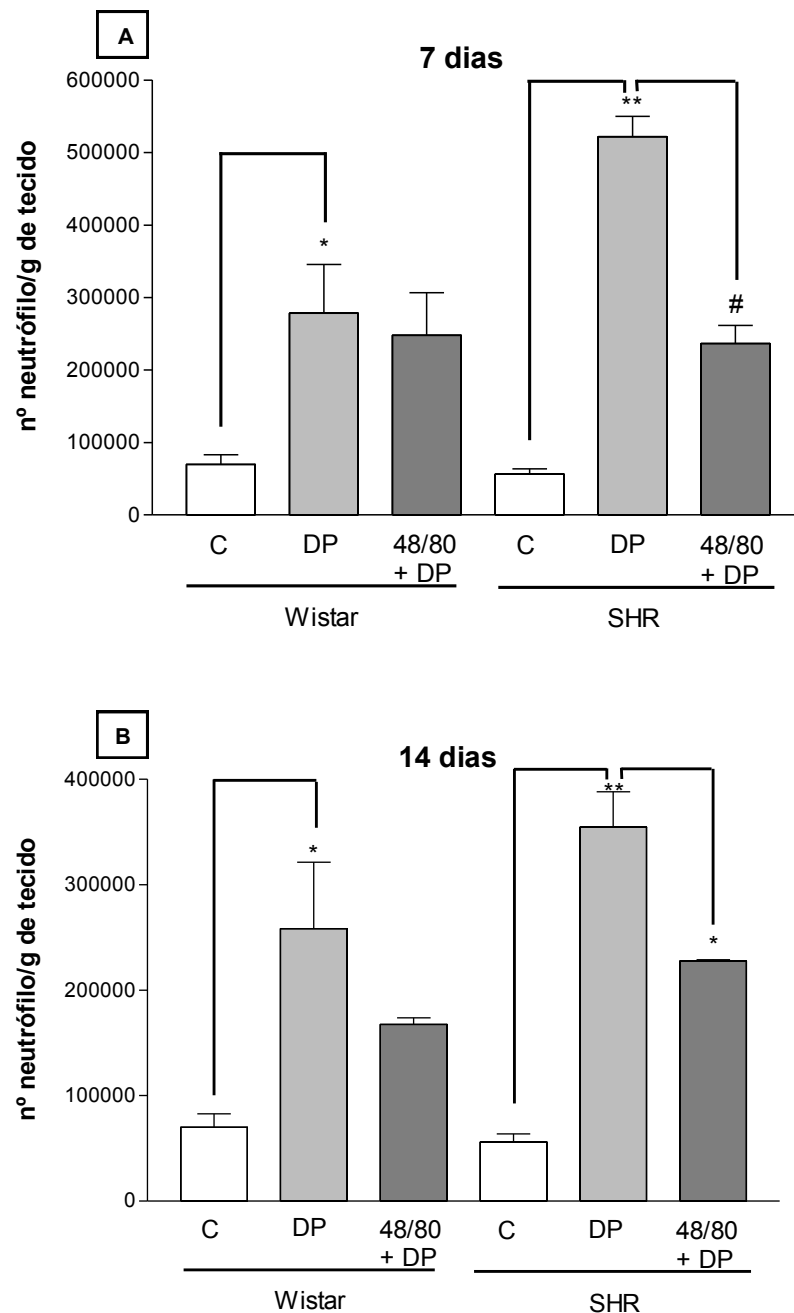 A
7 dias
nº neutrófilo/g de tecido
600000
500000
400000
300000
200000
100000
0
*
**
#
C DP 48/80 + DP C DP 48/80 + DP
Wistar SHR
B
14 dias
nº neutrófilo/g de tecido
400000
300000
200000
100000
0
*
**
*
C DP 48/80 + DP C DP 48/80 + DP
Wistar SHR